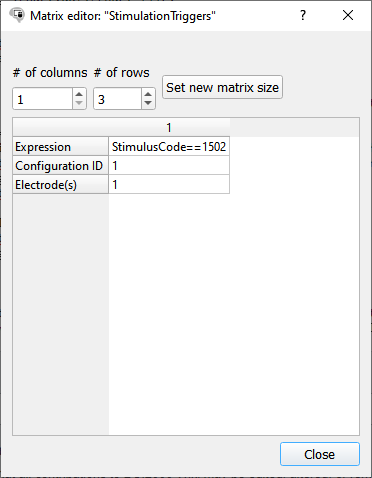 Matrix editor: "StimulationTriggers"
# of columns # of rows
1 3 Set new matrix size
1
Expression StimulusCode==1502
Configuration ID 1
Electrode(s) 1
Close